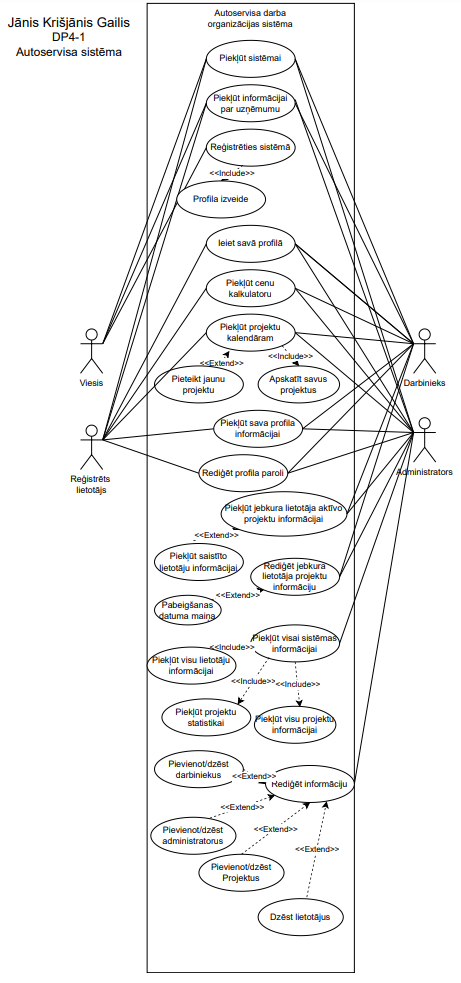 Jānis Krišjānis Gailis
DP4-1
Autoservisa sistēma
Autoservisa darba
organizācijas sistēma
Piekļūt sistēmai
Piekļūt informācijai
par uzņēmumu
Reģistrēties sistēmā
<<Include>>
Profila izveide
Ieiet savā profilā
Piekļūt cenu
kalkulatoru
Piekļūt projektu
kalendāram
<<Extend>>
<<Include>>
Pieteikt jaunu
projektu
Apskatīt savus
projektus
Viesis
Darbinieks
Piekļūt sava profila
informācijai
Reģistrēts
lietotājs
Rediģēt profila paroli
Administrators
Piekļūt jebkura lietotāja aktīvo
projektu informācijai
<<Extend>>
Piekļūt saistīto
lietotāju informācijai
Rediģēt jebkura
lietotāja projektu
informāciju
<<Extend>>
Pabeigšanas
datuma maiņa
Piekļūt visai sistēmas
informācijai
<<Include>>
Piekļūt visu lietotāju
informācijai
<<Include>>
<<Include>>
Piekļūt projektu
statistikai
Piekļūt visu projektu
informācijai
Pievienot/dzēst
darbiniekus
<<Extend>>
Rediģēt informāciju
<<Extend>>
Pievienot/dzēst
administratorus
<<Extend>>
<<Extend>>
Pievienot/dzēst
Projektus
Dzēst lietotājus